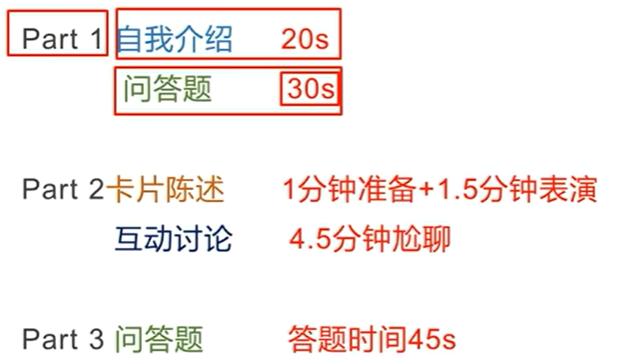 Part 1 自我介绍 20s
问答题 30s
Part 2 卡片陈述 1分钟准备+1.5分钟表演
互动讨论 4.5分钟尬聊
Part 3 问答题 答题时间45s